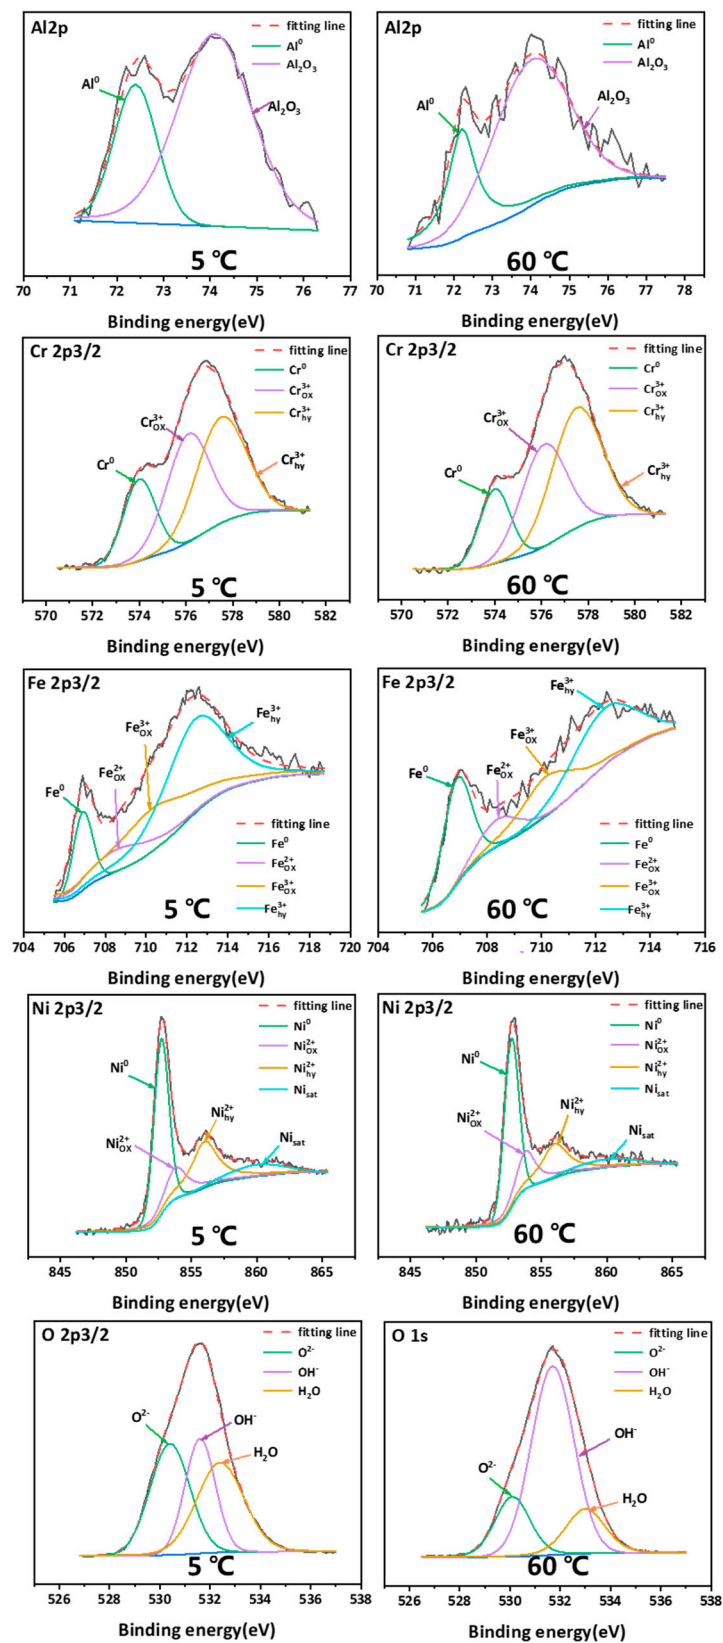 Al2p
fitting line
Al⁰
Al₂O₃
Al⁰
Al₂O₃
5 ℃
70 71 72 73 74 75 76 77
Binding energy(eV)
Al2p
fitting line
Al⁰
Al₂O₃
Al⁰
Al₂O₃
60 ℃
70 71 72 73 74 75 76 77 78
Binding energy(eV)
Cr 2p3/2
fitting line
Cr⁰
Cr³⁺OX
Cr³⁺hy
Cr³⁺OX
Cr⁰
Cr³⁺hy
5 ℃
570 572 574 576 578 580 582
Binding energy(eV)
Cr 2p3/2
fitting line
Cr⁰
Cr³⁺OX
Cr³⁺hy
Cr³⁺OX
Cr⁰
Cr³⁺hy
60 ℃
570 572 574 576 578 580 582
Binding energy(eV)
Fe 2p3/2
Fe³⁺hy
Fe³⁺OX
Fe²⁺OX
Fe⁰
fitting line
Fe⁰
Fe²⁺OX
Fe³⁺OX
Fe³⁺hy
5 ℃
704 706 708 710 712 714 716 718 720
Binding energy(eV)
Fe 2p3/2
Fe³⁺hy
Fe³⁺OX
Fe²⁺OX
Fe⁰
fitting line
Fe⁰
Fe²⁺OX
Fe³⁺OX
Fe³⁺hy
60 ℃
704 706 708 710 712 714 716
Binding energy(eV)
Ni 2p3/2
fitting line
Ni⁰
Ni²⁺OX
Ni²⁺hy
Nisat
Ni⁰
Ni²⁺hy
Ni²⁺OX
Nisat
5 ℃
845 850 855 860 865
Binding energy(eV)
Ni 2p3/2
fitting line
Ni⁰
Ni²⁺OX
Ni²⁺hy
Nisat
Ni⁰
Ni²⁺hy
Ni²⁺OX
Nisat
60 ℃
845 850 855 860 865
Binding energy(eV)
O 2p3/2
fitting line
O²⁻
OH⁻
H₂O
O²⁻
OH⁻
H₂O
5 ℃
526 528 530 532 534 536 538
Binding energy(eV)
O 1s
fitting line
O²⁻
OH⁻
H₂O
OH⁻
O²⁻
H₂O
60 ℃
526 528 530 532 534 536 538
Binding energy(eV)